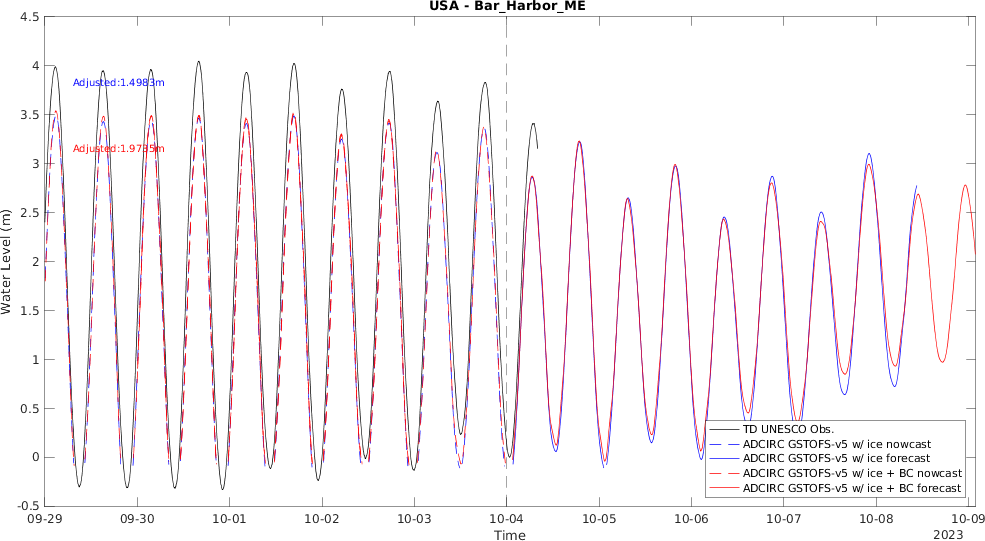 USA - Bar_Harbor_ME
4.5
4
3.5
3
2.5
2
1.5
1
0.5
0
-0.5
Water Level (m)
Adjusted:1.4983m
Adjusted:1.9735m
TD UNESCO Obs.
ADCIRC GSTOFS-v5 w/ ice nowcast
ADCIRC GSTOFS-v5 w/ ice forecast
ADCIRC GSTOFS-v5 w/ ice + BC nowcast
ADCIRC GSTOFS-v5 w/ ice + BC forecast
09-29 09-30 10-01 10-02 10-03 10-04 10-05 10-06 10-07 10-08 10-09
Time
2023